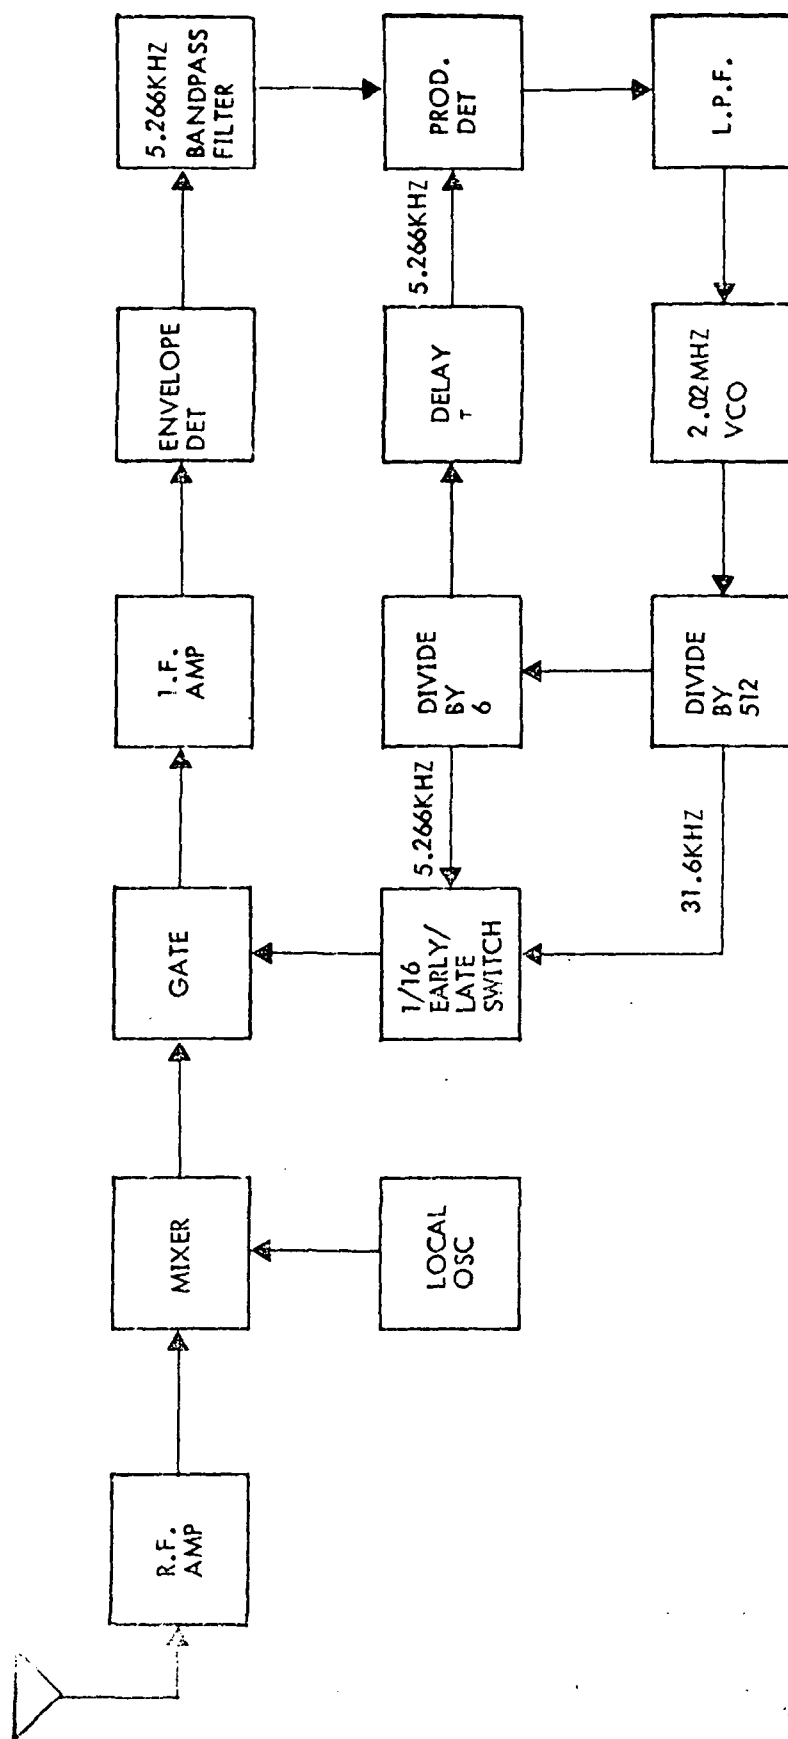 R.F.
AMP
MIXER
GATE
I.F.
AMP
ENVELOPE
DET
5.266KHZ
BANDPASS
FILTER
LOCAL
OSC
1/16
EARLY/
LATE
SWITCH
5.266KHZ
DIVIDE
BY
6
DELAY
τ
5.266KHZ
PROD.
DET
31.6KHZ
DIVIDE
BY
512
2.02MHZ
VCO
L.P.F.